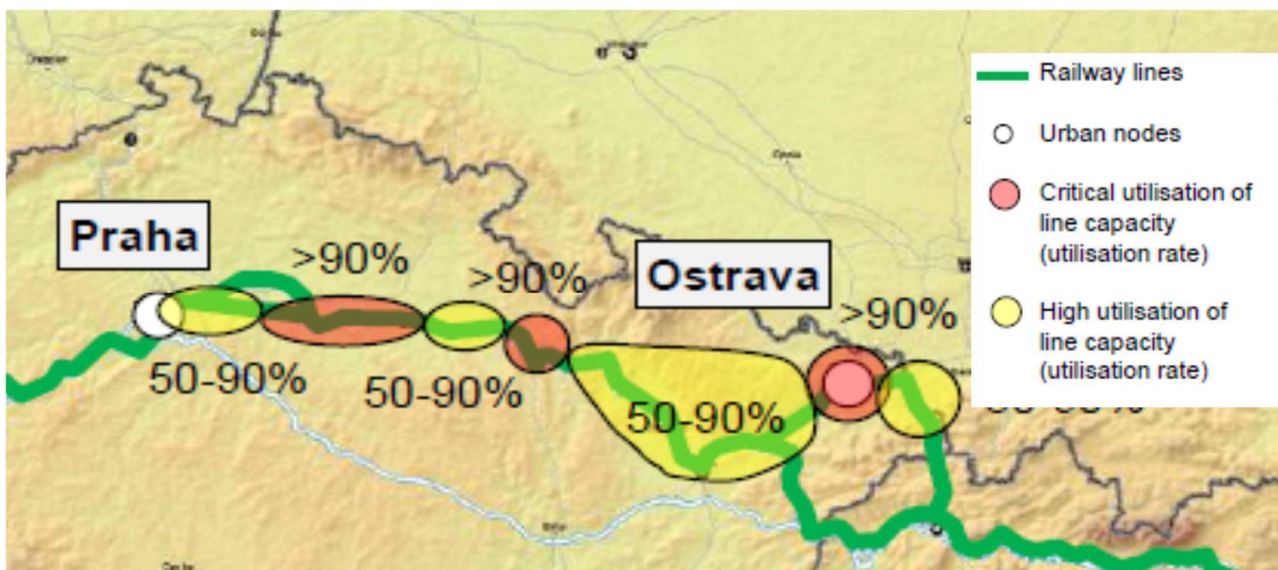 Railway lines
Urban nodes
Critical utilisation of
line capacity
(utilisation rate)
High utilisation of
line capacity
(utilisation rate)
Praha
>90%
>90%
Ostrava
>90%
50-90%
50-90%
50-90%